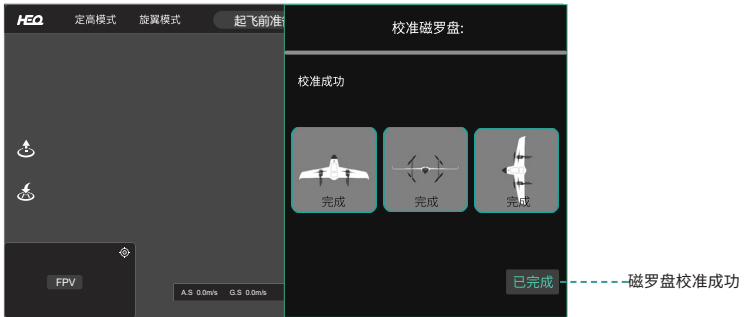 HEQ 定高模式 旋翼模式 起飞前准
校准磁罗盘:
校准成功
完成 完成 完成
FPV
A.S 0.0m/s G.S 0.0m/s
已完成
磁罗盘校准成功